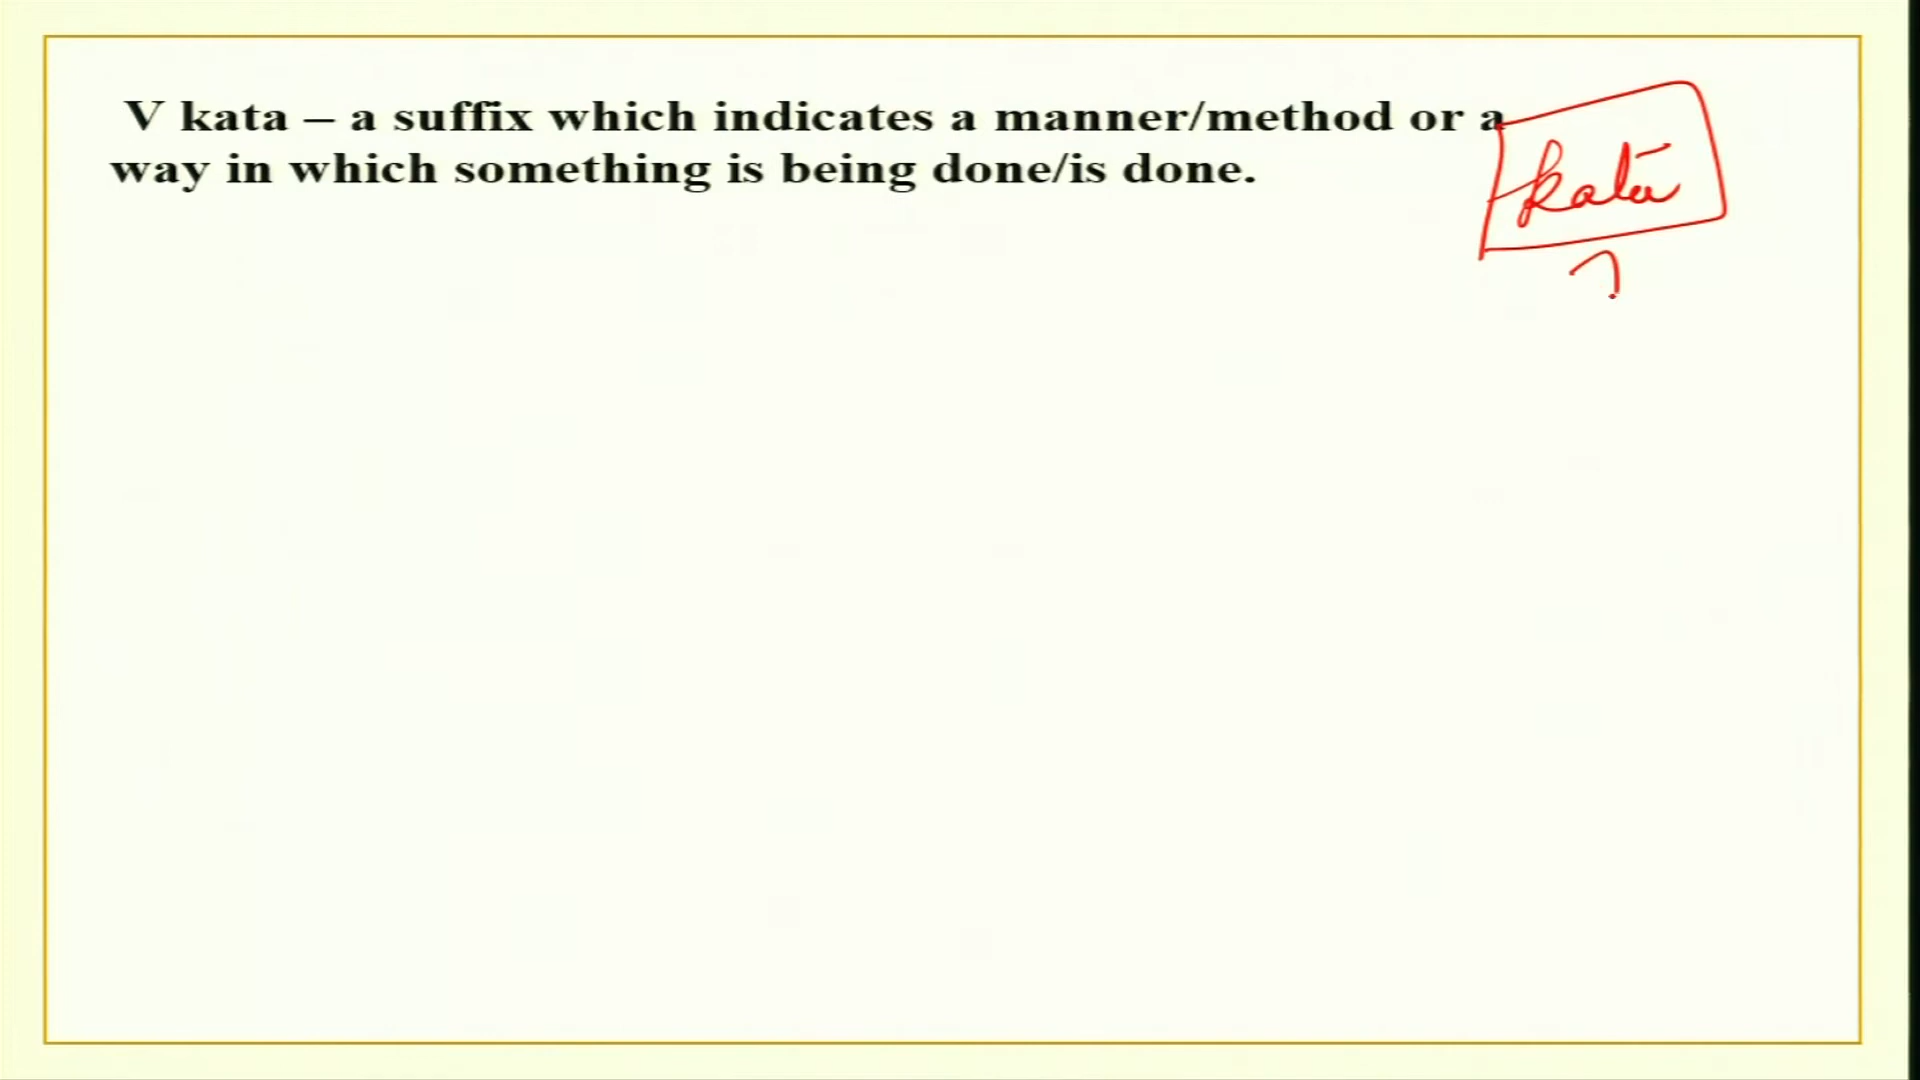 V kata – a suffix which indicates a manner/method or a
way in which something is being done/is done.
kata
?